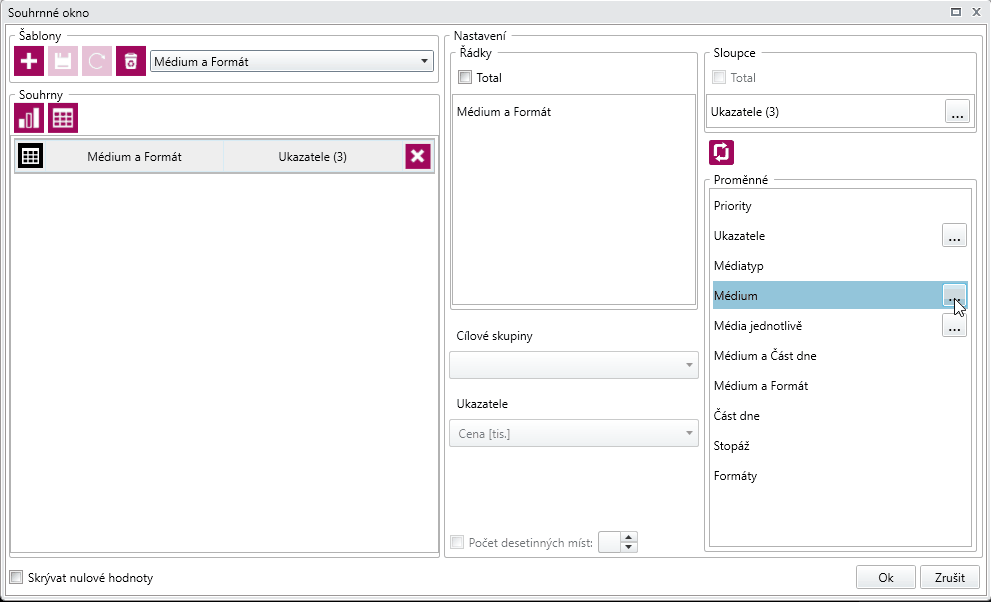 Souhrnné okno
Šablony
Médium a Formát
Souhrny
Médium a Formát
Ukazatele (3)
Nastavení
Řádky
Total
Médium a Formát
Cílové skupiny
Ukazatele
Cena [tis.]
Počet desetinných míst:
Sloupce
Total
Ukazatele (3)
...
Proměnné
Priority
Ukazatele
...
Médiatyp
Médium
...
Média jednotlivě
...
Médium a Část dne
Médium a Formát
Část dne
Stopáž
Formáty
Skrývat nulové hodnoty
Ok
Zrušit